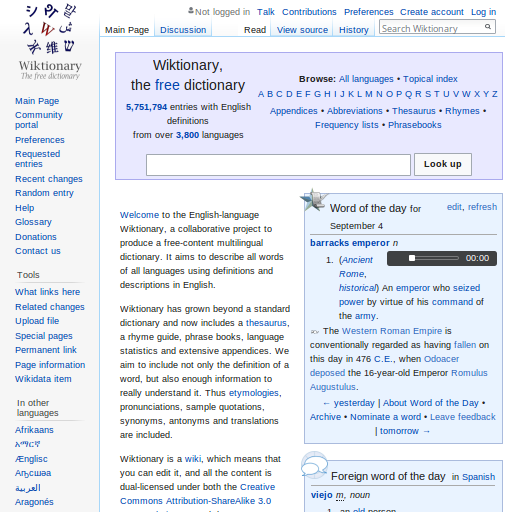 Not logged in Talk Contributions Preferences Create account Log in
Main Page Discussion Read View source History Search Wiktionary
Wiktionary
The free dictionary
Main Page
Community
portal
Preferences
Requested
entries
Recent changes
Random entry
Help
Glossary
Donations
Contact us
Tools
What links here
Related changes
Upload file
Special pages
Permanent link
Page information
Wikidata item
In other
languages
Afrikaans
አማርኛ
Ænglisc
Аҧсшәа
العربية
Aragonés
Wiktionary,
the free dictionary
5,751,794 entries with English
definitions
from over 3,800 languages
Browse: All languages • Topical index
A B C D E F G H I J K L M N O P Q R S T U V W X Y Z
Appendices • Abbreviations • Thesaurus • Rhymes •
Frequency lists • Phrasebooks
Look up
Welcome to the English-language
Wiktionary, a collaborative project to
produce a free-content multilingual
dictionary. It aims to describe all words
of all languages using definitions and
descriptions in English.
Wiktionary has grown beyond a standard
dictionary and now includes a thesaurus,
a rhyme guide, phrase books, language
statistics and extensive appendices. We
aim to include not only the definition of a
word, but also enough information to
really understand it. Thus etymologies,
pronunciations, sample quotations,
synonyms, antonyms and translations
are included.
Wiktionary is a wiki, which means
that you can edit it, and all the content is
dual-licensed under both the Creative
Commons Attribution-ShareAlike 3.0
Word of the day for edit, refresh
September 4
barracks emperor n
00:00
1. (Ancient
Rome,
historical) An emperor who seized
power by virtue of his command of
the army.
The Western Roman Empire is
conventionally regarded as having fallen on
this day in 476 C.E., when Odoacer
deposed the 16-year-old Emperor Romulus
Augustulus.
← yesterday | About Word of the Day •
Archive • Nominate a word • Leave feedback
| tomorrow →
Foreign word of the day in Spanish
viejo m, noun
1. an old person